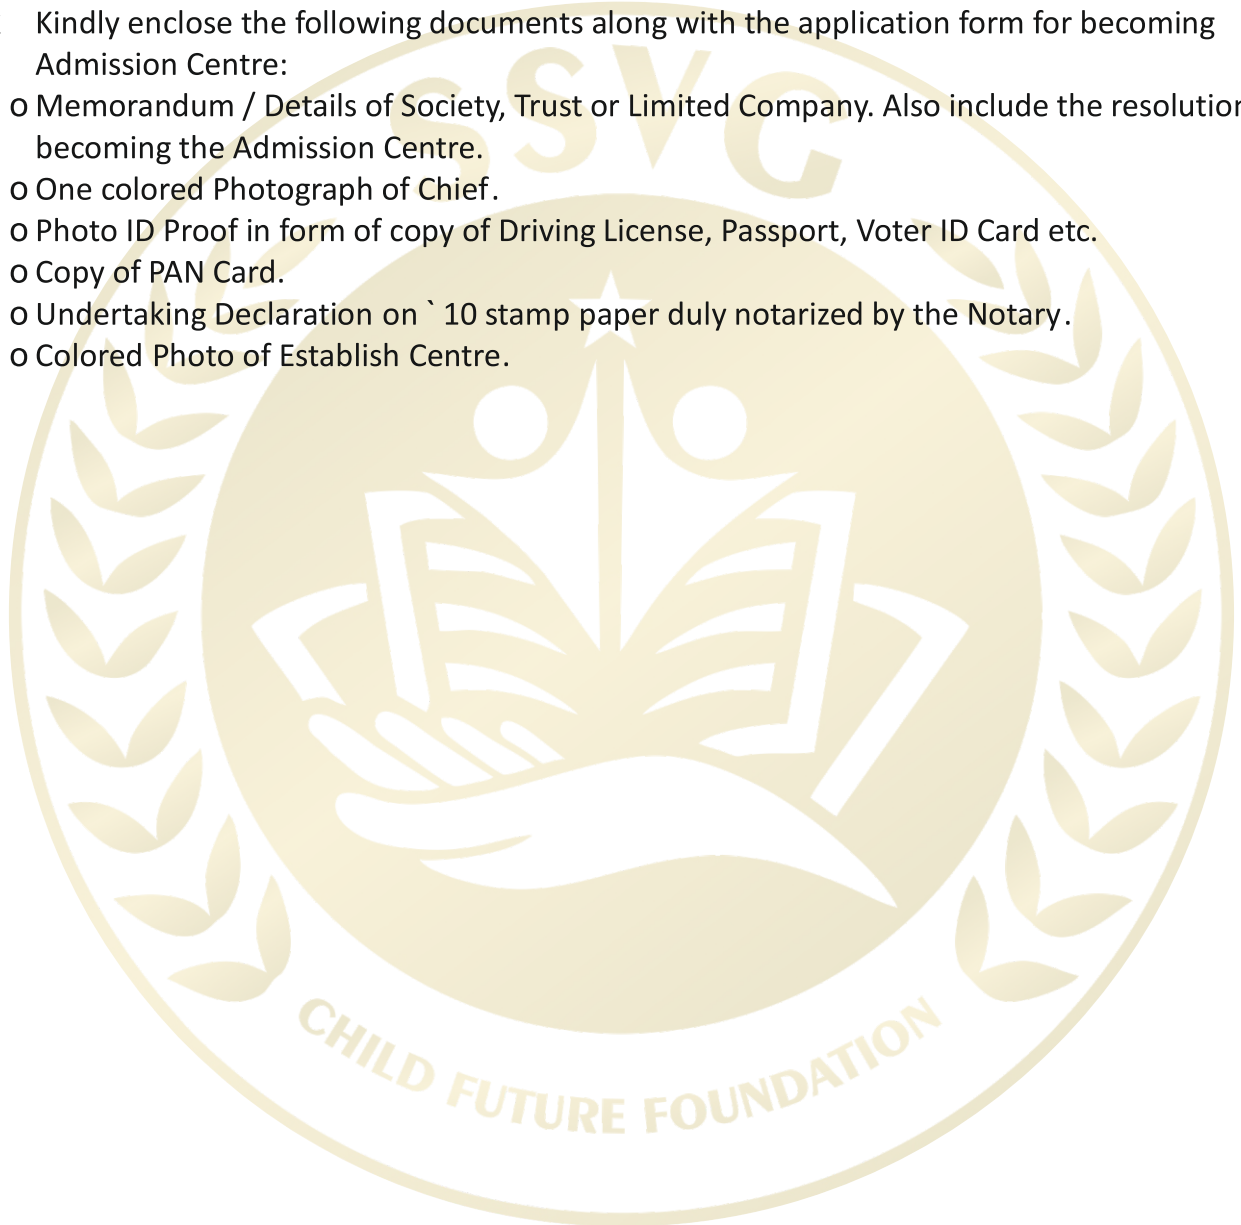 Kindly enclose the following documents along with the application form for becoming
Admission Centre:
o Memorandum / Details of Society, Trust or Limited Company. Also include the resolution
becoming the Admission Centre.
o One colored Photograph of Chief.
o Photo ID Proof in form of copy of Driving License, Passport, Voter ID Card etc.
o Copy of PAN Card.
o Undertaking Declaration on ` 10 stamp paper duly notarized by the Notary.
o Colored Photo of Establish Centre.
SSVG
CHILD FUTURE FOUNDATION